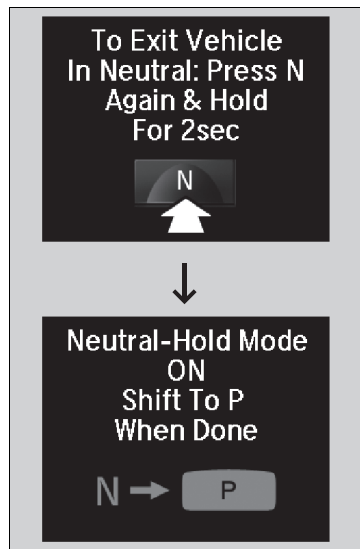 To Exit Vehicle
In Neutral: Press N
Again & Hold
For 2sec
N
Neutral-Hold Mode
ON
Shift To P
When Done
N → P